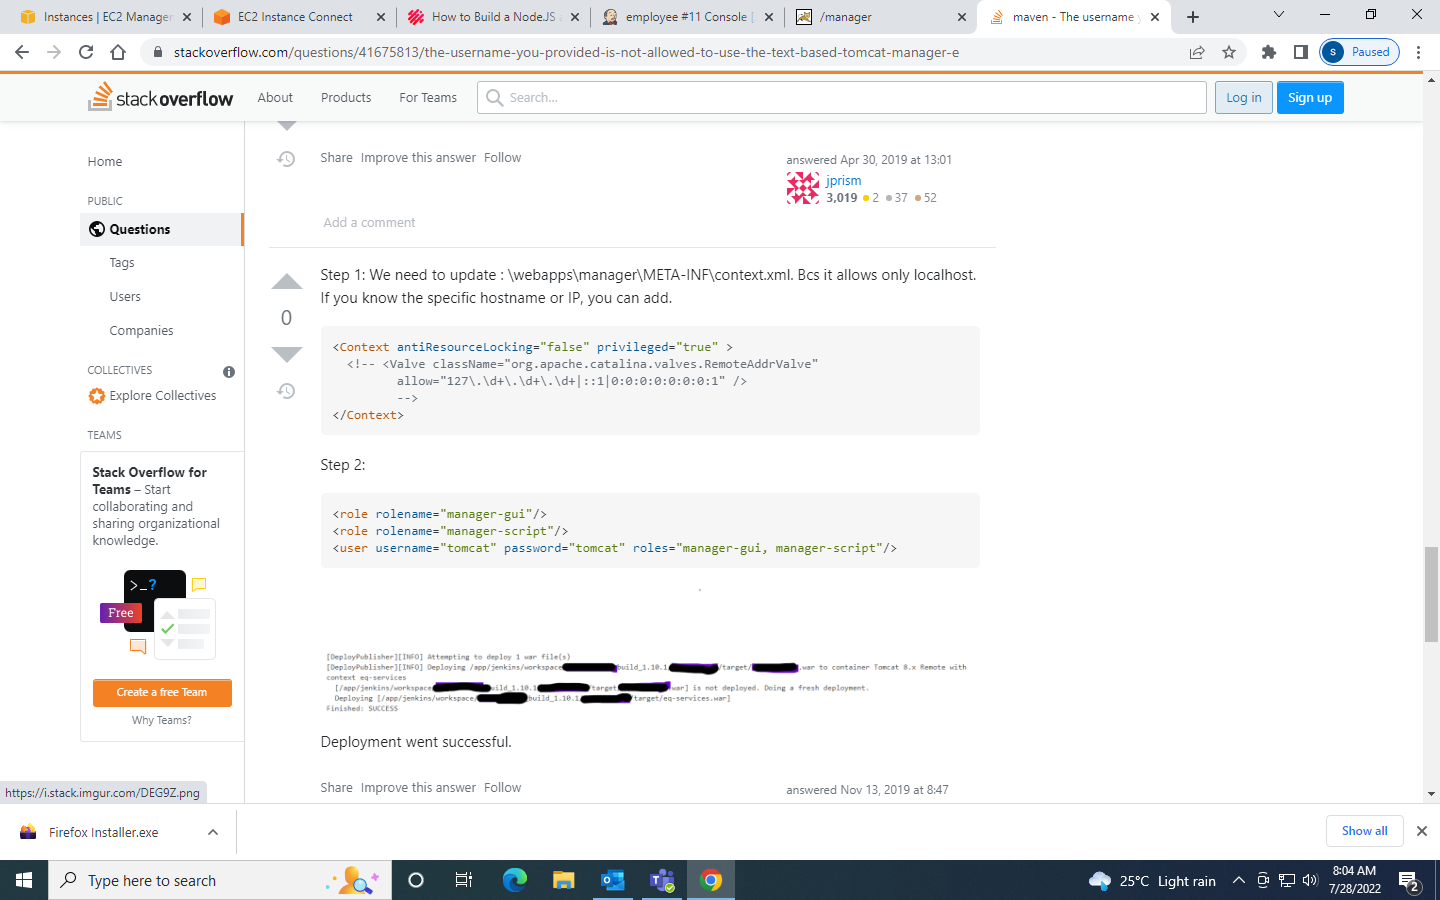 Instances | EC2 Manager
EC2 Instance Connect
How to Build a NodeJS a
employee #11 Console [
/manager
maven - The username y
stackoverflow.com/questions/41675813/the-username-you-provided-is-not-allowed-to-use-the-text-based-tomcat-manager-e
S
Paused
stackoverflow
About
Products
For Teams
Search...
Log in
Sign up
Home
PUBLIC
Questions
Tags
Users
Companies
COLLECTIVES
Explore Collectives
TEAMS
Stack Overflow for
Teams – Start
collaborating and
sharing organizational
knowledge.
>_?
Free
Create a free Team
Why Teams?
Share Improve this answer Follow
answered Apr 30, 2019 at 13:01
jprism
3,019 2 37 52
Add a comment
0
Step 1: We need to update : \webapps\manager\META-INF\context.xml. Bcs it allows only localhost.
If you know the specific hostname or IP, you can add.
<Context antiResourceLocking="false" privileged="true" >
<!-- <Valve className="org.apache.catalina.valves.RemoteAddrValve"
allow="127\.\d+\.\d+\.\d+|::1|0:0:0:0:0:0:0:1" />
-->
</Context>
Step 2:
<role rolename="manager-gui"/>
<role rolename="manager-script"/>
<user username="tomcat" password="tomcat" roles="manager-gui, manager-script"/>
[DeployPublisher][INFO] Attempting to deploy 1 war file(s)
[DeployPublisher][INFO] Deploying /app/jenkins/workspace build_1.10.1 /target/ .war to container Tomcat 8.x Remote with
context eq-services
[/app/jenkins/workspace ild_1.10.1 /target war] is not deployed. Doing a fresh deployment.
Deploying [/app/jenkins/workspace/ build_1.10.1 /target/eq-services.war]
Finished: SUCCESS
Deployment went successful.
Share Improve this answer Follow
answered Nov 13, 2019 at 8:47
https://i.stack.imgur.com/DEG9Z.png
Firefox Installer.exe
Show all
Type here to search
25°C Light rain
8:04 AM
7/28/2022
2